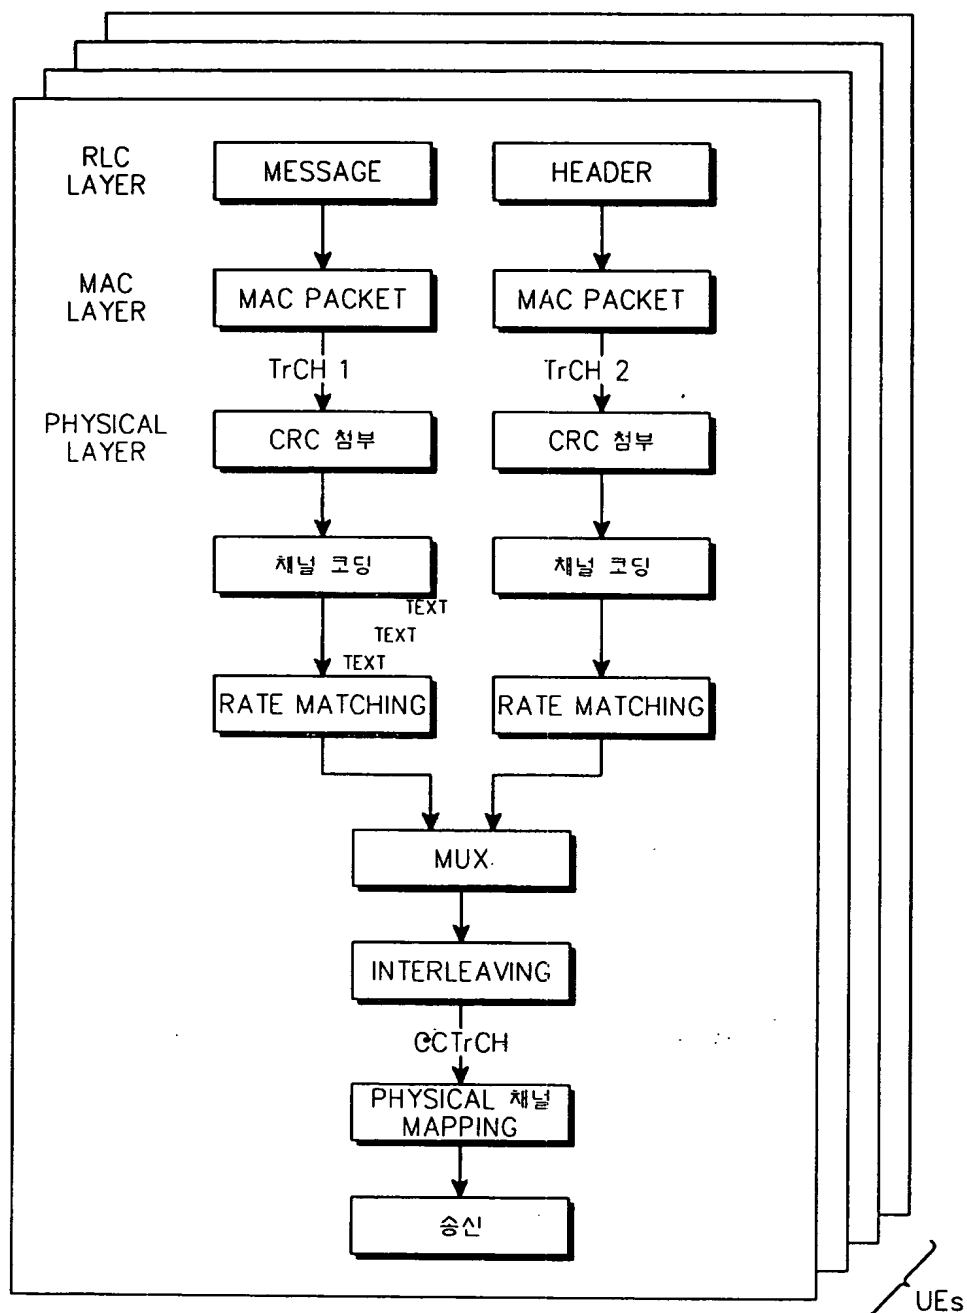 RLC
LAYER
MESSAGE
HEADER
MAC
LAYER
MAC PACKET
MAC PACKET
TrCH 1
TrCH 2
PHYSICAL
LAYER
CRC 첨부
CRC 첨부
채널 코딩
채널 코딩
TEXT
TEXT
TEXT
RATE MATCHING
RATE MATCHING
MUX
INTERLEAVING
CCTrCH
PHYSICAL 채널
MAPPING
송신
UEs